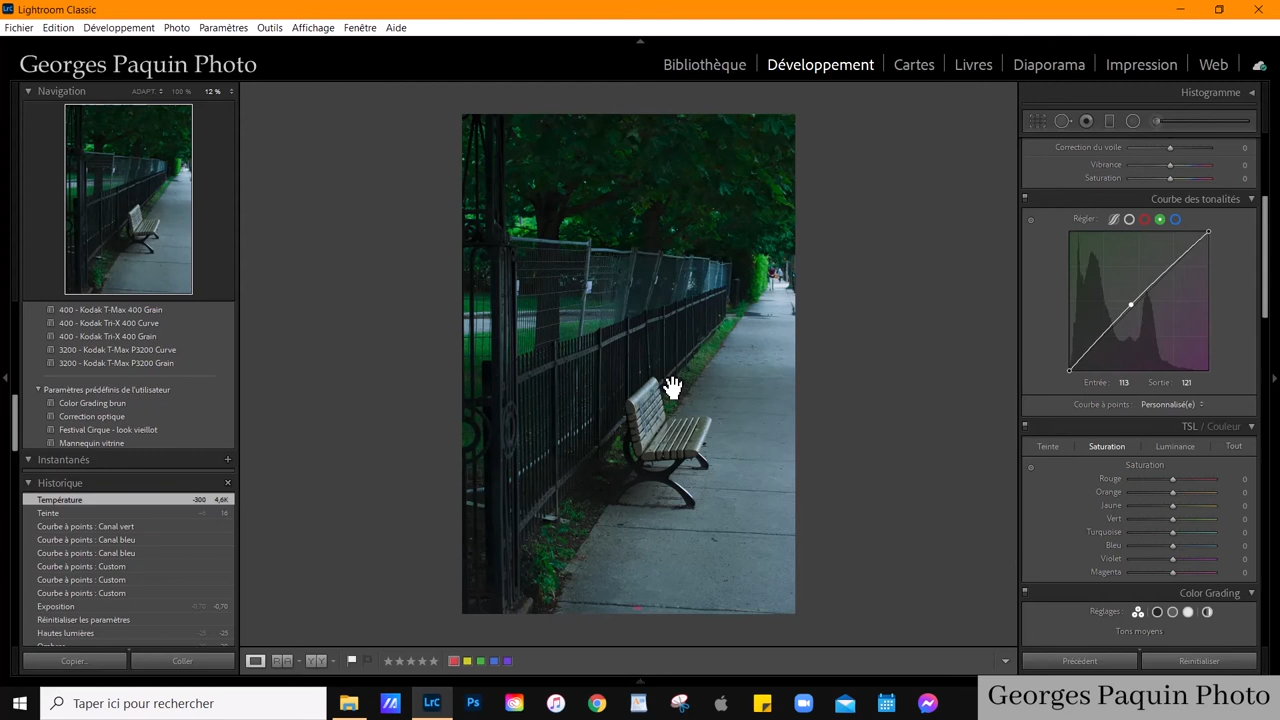 Lightroom Classic
Fichier Edition Développement Photo Paramètres Outils Affichage Fenêtre Aide
Georges Paquin Photo
Bibliothèque Développement Cartes Livres Diaporama Impression Web
Navigation ADAPT. 100 % 12 %
400 - Kodak T-Max 400 Grain
400 - Kodak Tri-X 400 Curve
400 - Kodak Tri-X 400 Grain
3200 - Kodak T-Max P3200 Curve
3200 - Kodak T-Max P3200 Grain
Paramètres prédéfinis de l'utilisateur
Color Grading brun
Correction optique
Festival Cirque - look vieillot
Mannequin vitrine
Instantanés
Historique
Température -300 4,6K
Teinte 16
Courbe à points : Canal vert
Courbe à points : Canal bleu
Courbe à points : Canal bleu
Courbe à points : Custom
Courbe à points : Custom
Courbe à points : Custom
Exposition -0,70 -0,70
Réinitialiser les paramètres
Hautes lumières -25 -25
Copier... Coller
Histogramme
Correction du voile 0
Vibrance 0
Saturation 0
Courbe des tonalités
Régler :
Entrée : 113 Sortie : 121
Courbe à points : Personnalisé(e)
TSL / Couleur
Teinte Saturation Luminance Tout
Saturation
Rouge 0
Orange 0
Jaune 0
Vert 0
Turquoise 0
Bleu 0
Violet 0
Magenta 0
Color Grading
Réglages :
Tons moyens
Précédent Réinitialiser
Taper ici pour rechercher
LrC Ps
Georges Paquin Photo